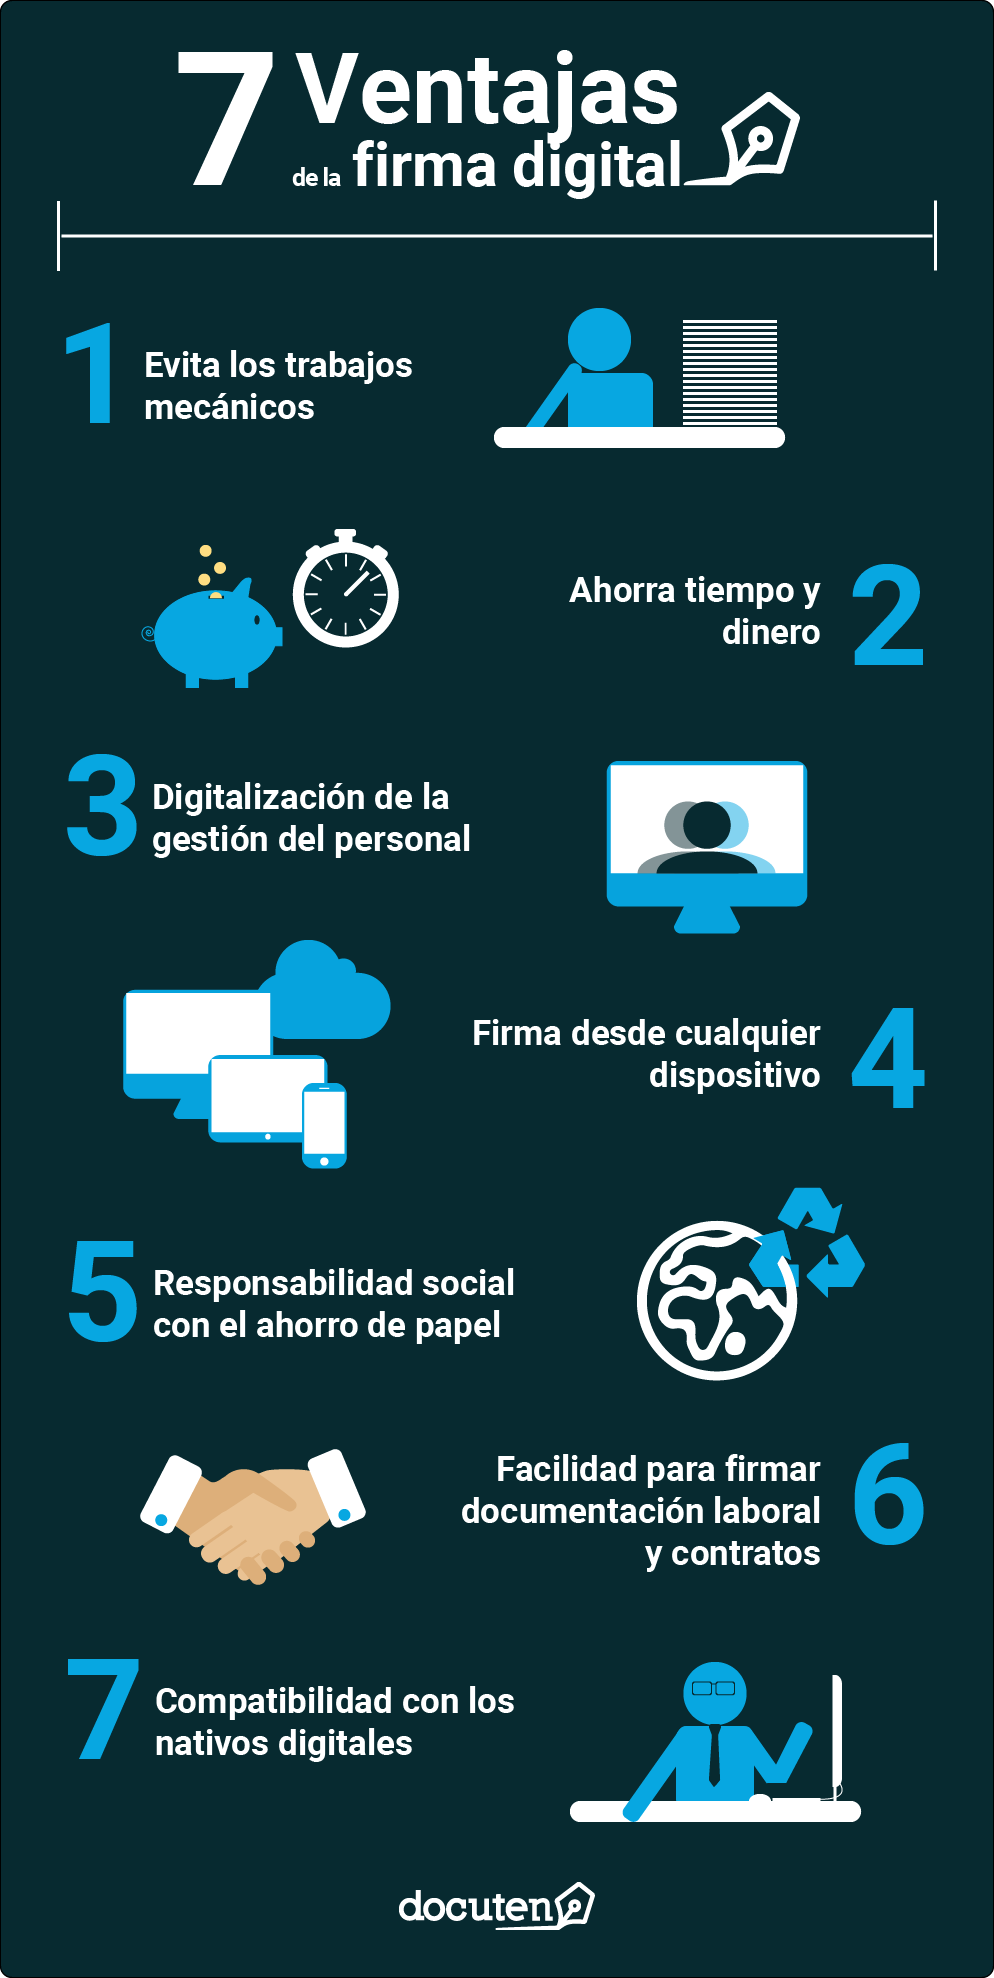 7 Ventajas
de la firma digital
1
Evita los trabajos
mecánicos
Ahorra tiempo y
dinero
2
3
Digitalización de la
gestión del personal
Firma desde cualquier
dispositivo
4
5
Responsabilidad social
con el ahorro de papel
Facilidad para firmar
documentación laboral
y contratos
6
7
Compatibilidad con los
nativos digitales
docuten